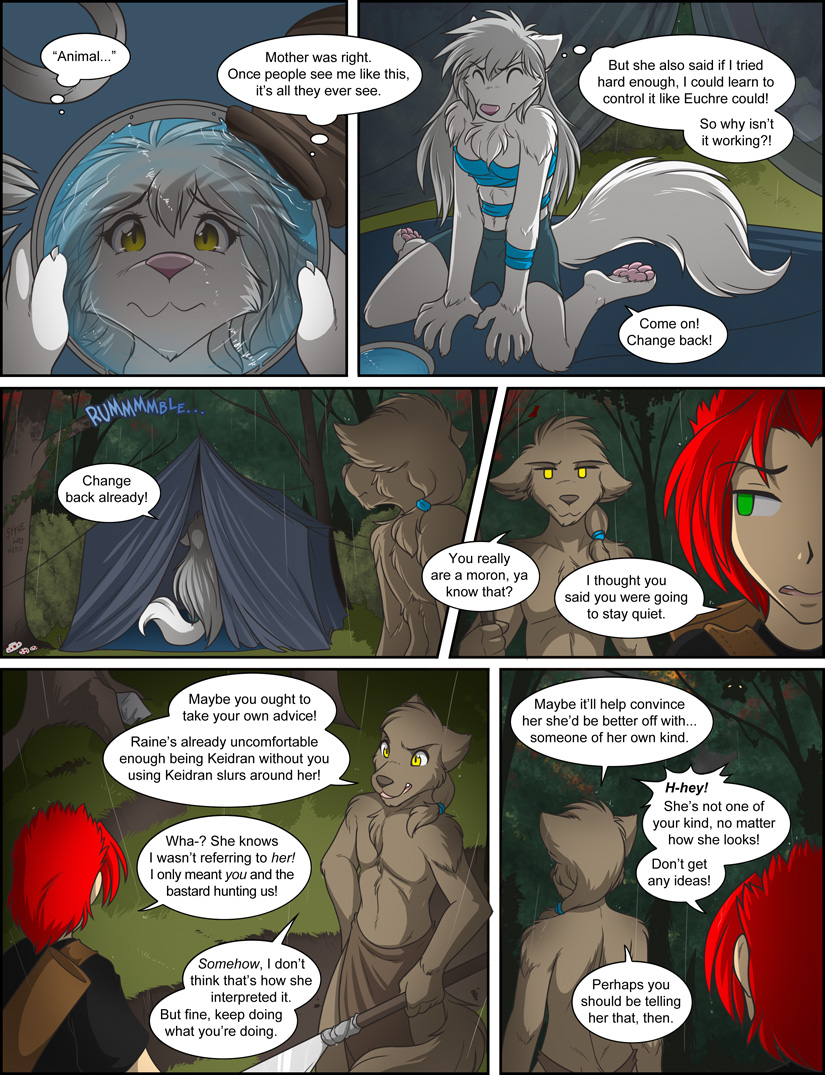 “Animal...”
Mother was right.
Once people see me like this,
it’s all they ever see.
But she also said if I tried
hard enough, I could learn to
control it like Euchre could!
So why isn’t
it working?!
Come on!
Change back!
RUMMMMBLE...
Change
back already!
You really
are a moron, ya
know that?
I thought you
said you were going
to stay quiet.
Maybe you ought to
take your own advice!
Raine’s already uncomfortable
enough being Keidran without you
using Keidran slurs around her!
Wha-? She knows
I wasn’t referring to her!
I only meant you and the
bastard hunting us!
Somehow, I don’t
think that’s how she
interpreted it.
But fine, keep doing
what you’re doing.
Maybe it’ll help convince
her she’d be better off with...
someone of her own kind.
H-hey!
She’s not one of
your kind, no matter
how she looks!
Don’t get
any ideas!
Perhaps you
should be telling
her that, then.